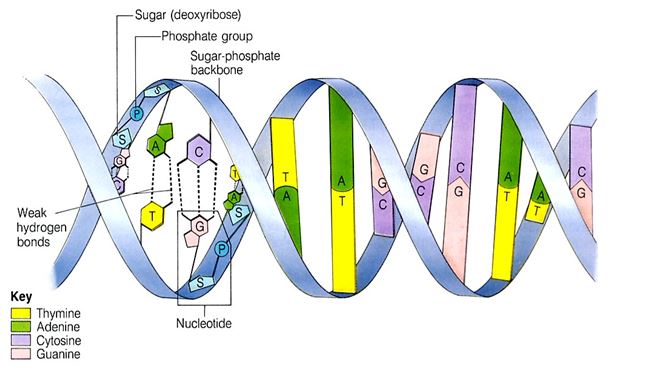 Sugar (deoxyribose)
Phosphate group
Sugar-phosphate
backbone
S
P
S
G
C
A
T
C
G
S
P
S
T
A
T
A
A
T
G
C
G
C
C
G
A
T
A
T
C
G
Weak
hydrogen
bonds
Nucleotide
Key
Thymine
Adenine
Cytosine
Guanine